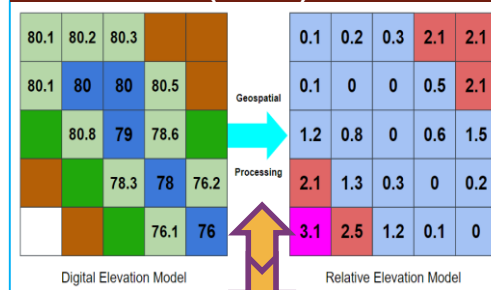 80.1 80.2 80.3
80.1 80 80 80.5
80.8 79 78.6
78.3 78 76.2
76.1 76
Digital Elevation Model
Geospatial
Processing
0.1 0.2 0.3 2.1 2.1
0.1 0 0 0.5 2.1
1.2 0.8 0 0.6 1.5
2.1 1.3 0.3 0 0.2
3.1 2.5 1.2 0.1 0
Relative Elevation Model